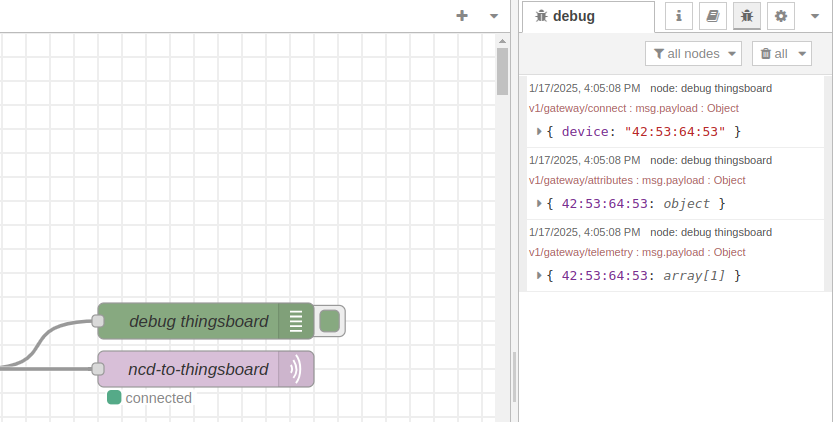 debug
all nodes
all
1/17/2025, 4:05:08 PM node: debug thingsboard
v1/gateway/connect : msg.payload : Object
{ device: "42:53:64:53" }
1/17/2025, 4:05:08 PM node: debug thingsboard
v1/gateway/attributes : msg.payload : Object
{ 42:53:64:53: object }
1/17/2025, 4:05:08 PM node: debug thingsboard
v1/gateway/telemetry : msg.payload : Object
{ 42:53:64:53: array[1] }
debug thingsboard
ncd-to-thingsboard
connected